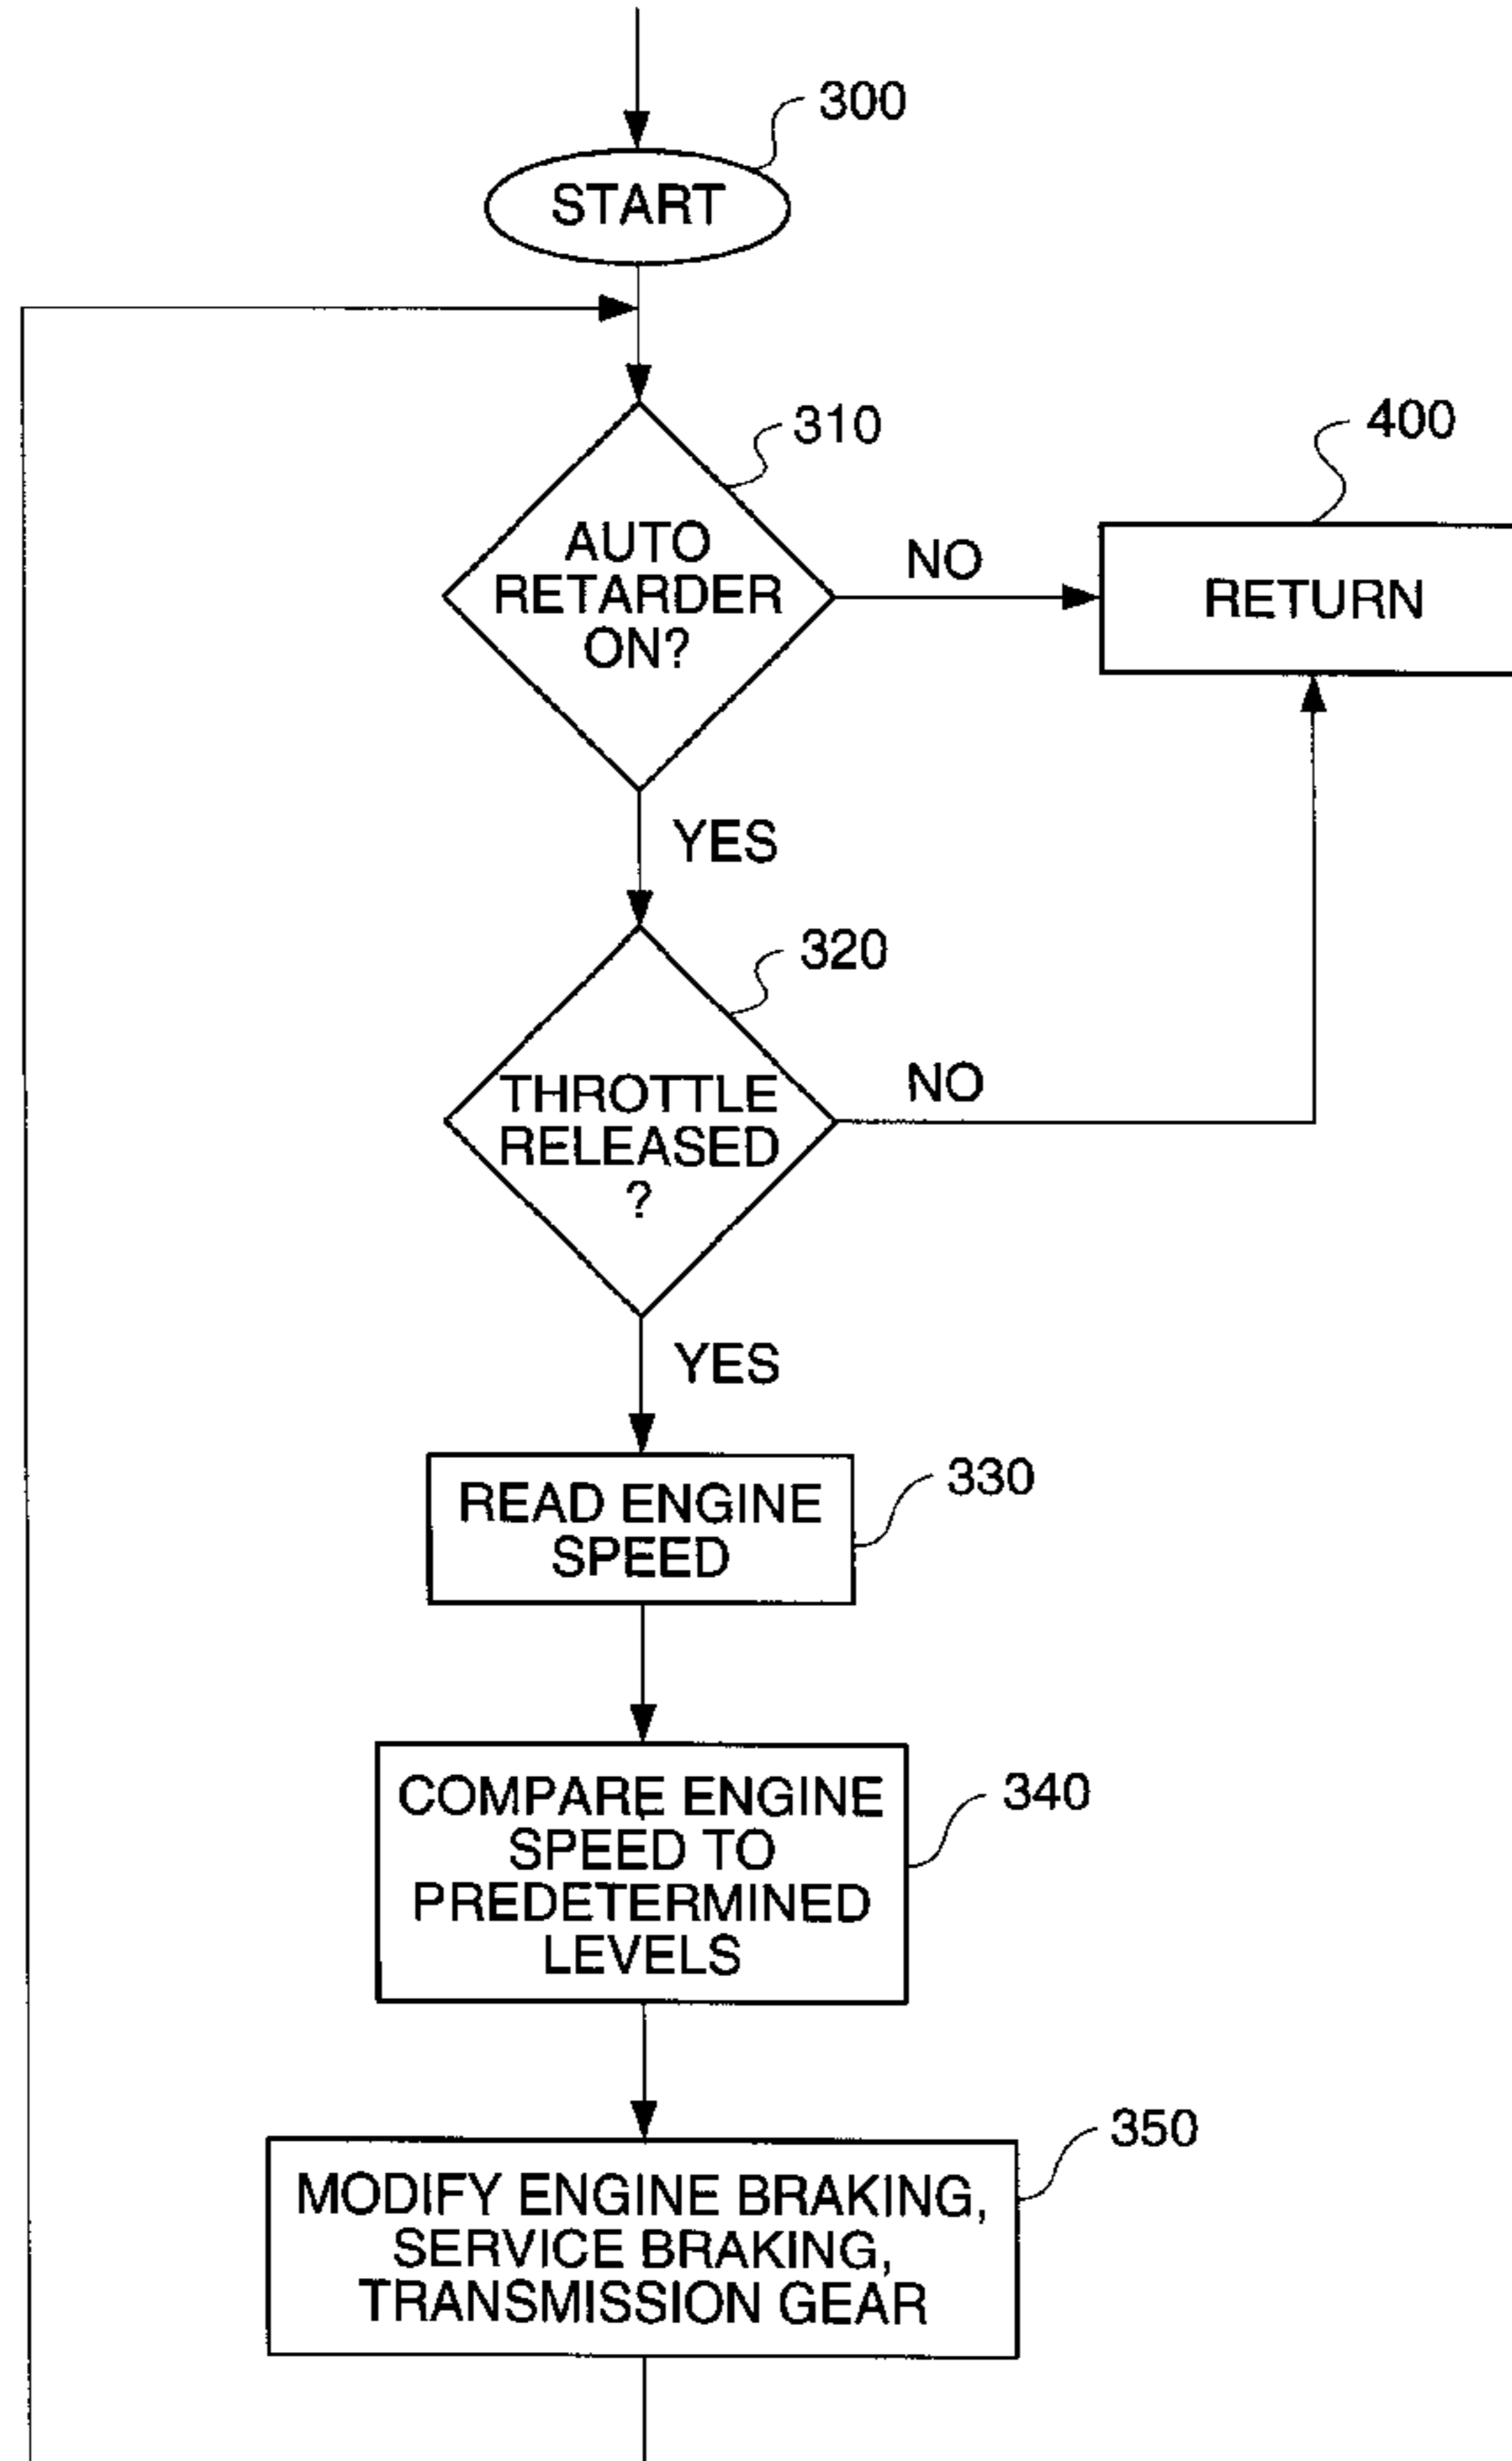 300
START
310
AUTO
RETARDER
ON?
NO
400
RETURN
YES
320
THROTTLE
RELEASED
?
NO
YES
330
READ ENGINE
SPEED
340
COMPARE ENGINE
SPEED TO
PREDETERMINED
LEVELS
350
MODIFY ENGINE BRAKING,
SERVICE BRAKING,
TRANSMISSION GEAR